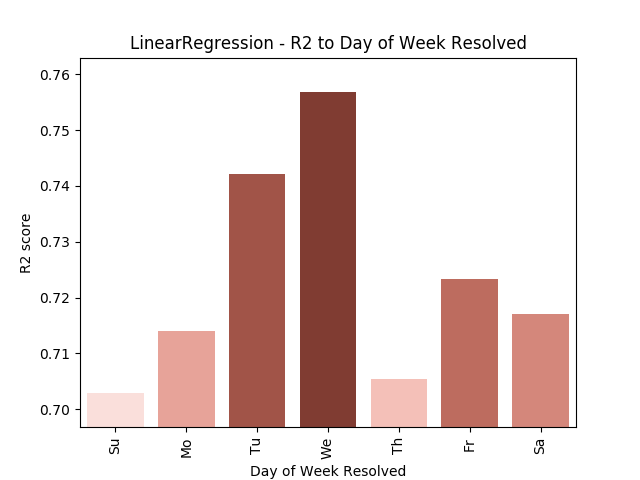 LinearRegression - R2 to Day of Week Resolved
0.76
0.75
0.74
0.73
0.72
0.71
0.70
R2 score
Su Mo Tu We Th Fr Sa
Day of Week Resolved